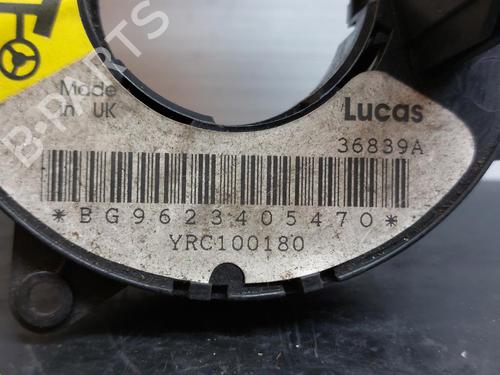 Made
in UK
Lucas
36839A
*BG9623405470*
YRC100180
B-PARTS